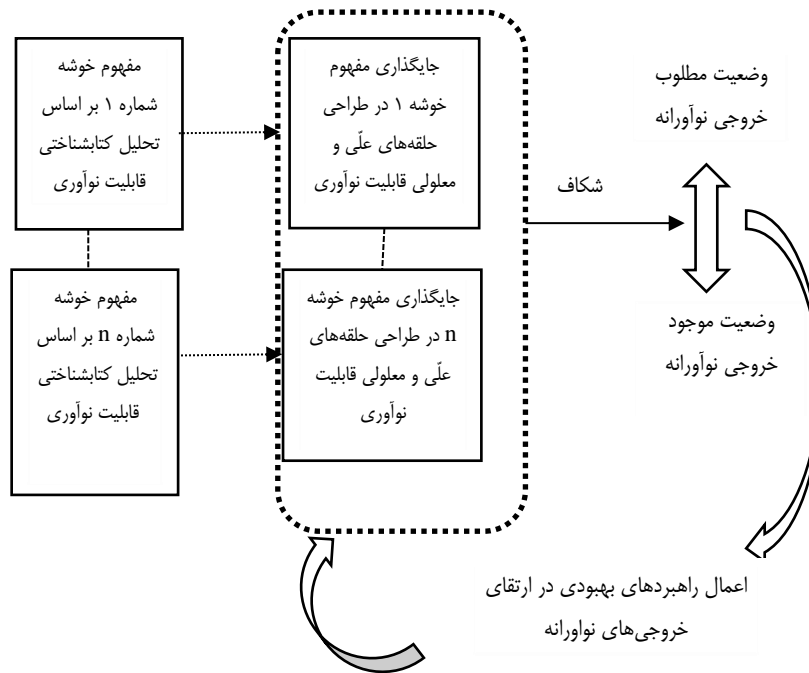 مفهوم خوشه
شماره ۱ بر اساس
تحلیل کتابشناختی
قابلیت نوآوری
جایگذاری مفهوم
خوشه ۱ در طراحی
حلقه‌های علّی و
معلولی قابلیت نوآوری
وضعیت مطلوب
خروجی نوآورانه
شکاف
مفهوم خوشه
شماره n بر اساس
تحلیل کتابشناختی
قابلیت نوآوری
جایگذاری مفهوم خوشه
n در طراحی حلقه‌های
علّی و معلولی قابلیت
نوآوری
وضعیت موجود
خروجی نوآورانه
اعمال راهبردهای بهبودی در ارتقای
خروجی‌های نواورانه